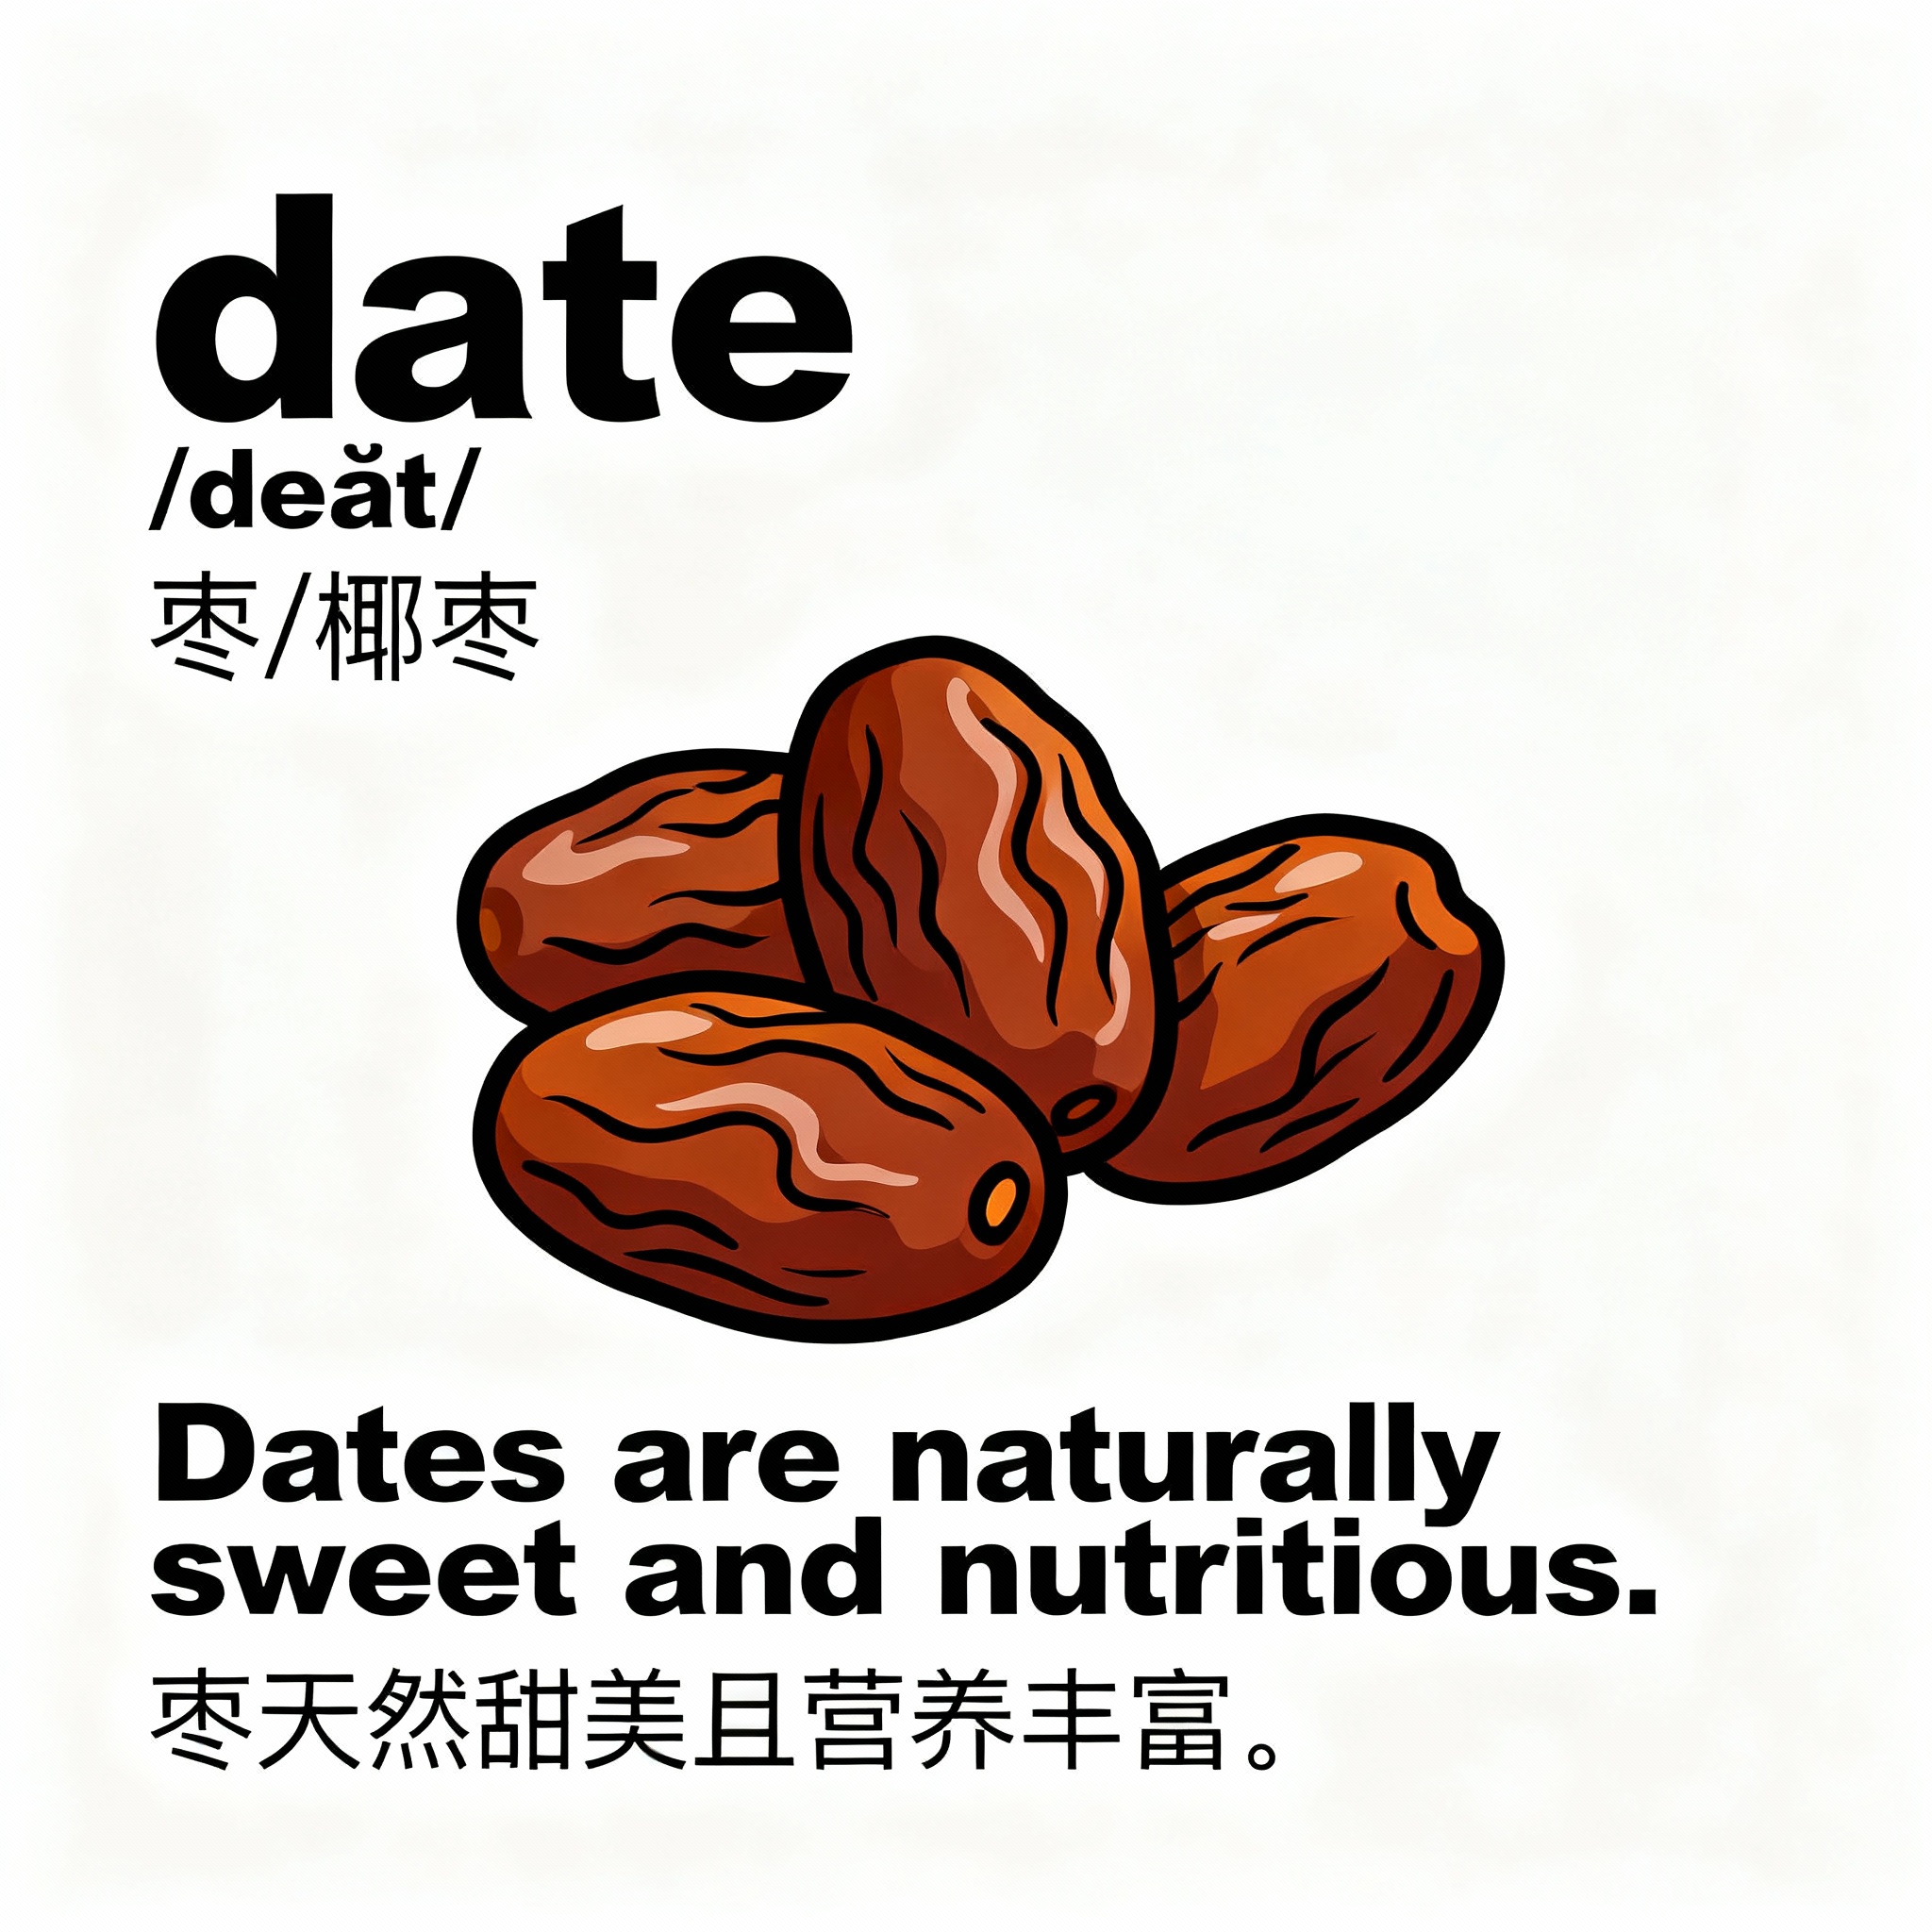 date
/deăt/
枣/椰枣
Dates are naturally
sweet and nutritious.
枣天然甜美且营养丰富。